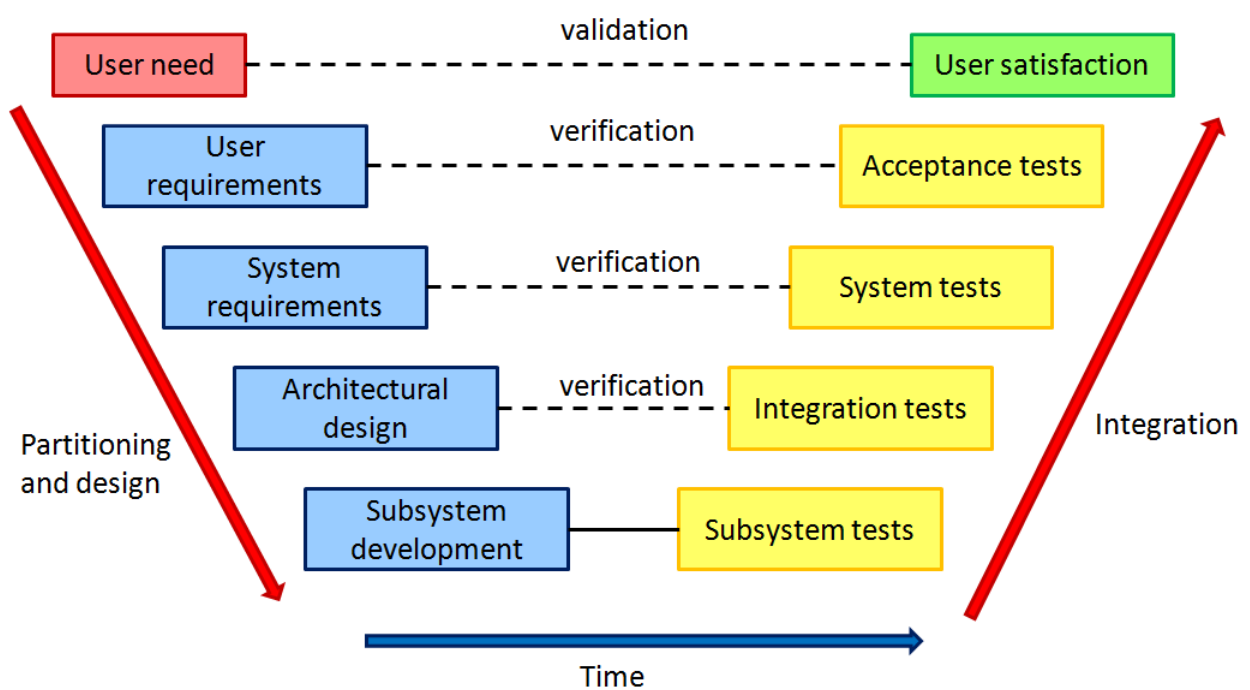 validation
User need
User satisfaction
verification
User
requirements
Acceptance tests
verification
System
requirements
System tests
verification
Architectural
design
Integration tests
Partitioning
and design
Integration
Subsystem
development
Subsystem tests
Time